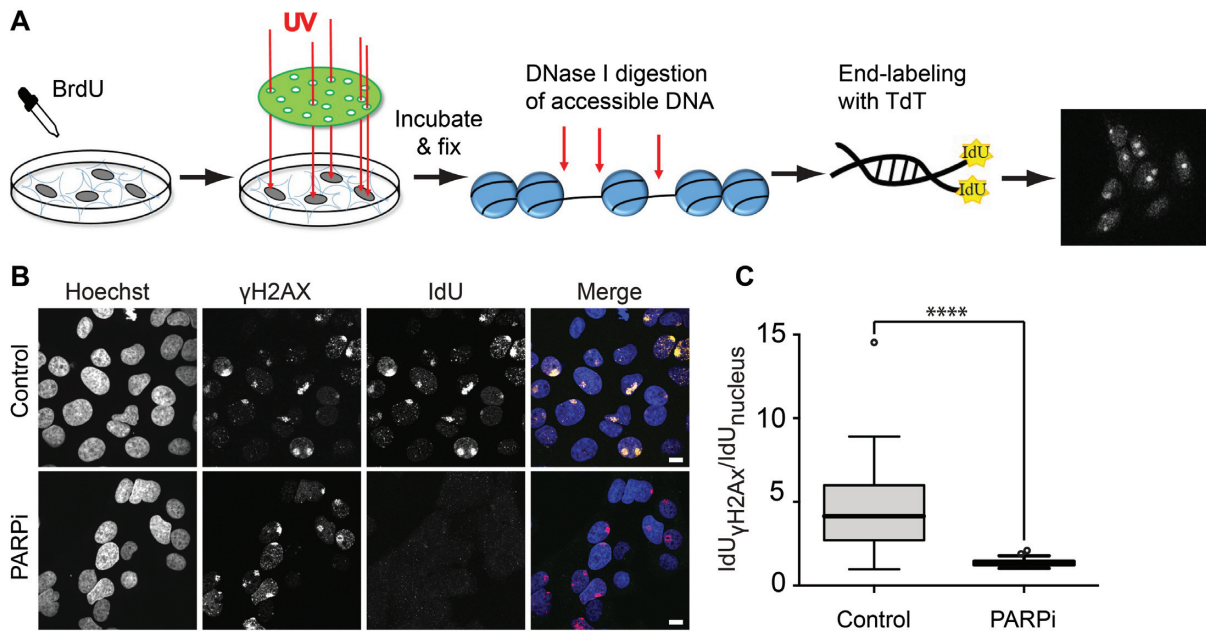 A
BrdU
UV
Incubate
& fix
DNase I digestion
of accessible DNA
End-labeling
with TdT
IdU
IdU
B
Hoechst
γH2AX
IdU
Merge
Control
PARPi
C
****
15
10
5
0
IdUγH2Ax/IdUnucleus
Control
PARPi